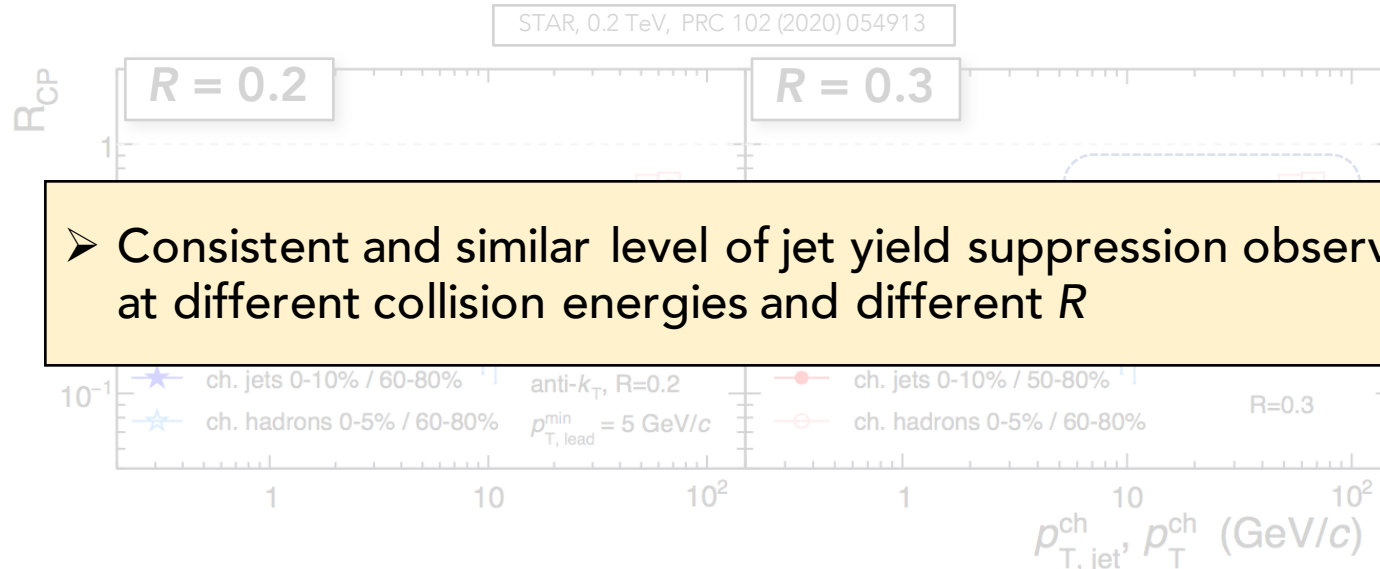 STAR, 0.2 TeV, PRC 102 (2020) 054913
R = 0.2
R = 0.3
R_CP
1
➢ Consistent and similar level of jet yield suppression observ
at different collision energies and different R
10⁻¹
ch. jets 0-10% / 60-80%
anti-k_T, R=0.2
ch. hadrons 0-5% / 60-80%
p_T, lead^min = 5 GeV/c
ch. jets 0-10% / 50-80%
ch. hadrons 0-5% / 60-80%
R=0.3
1 10 10² 1 10 10²
p_T, jet^ch, p_T^ch (GeV/c)